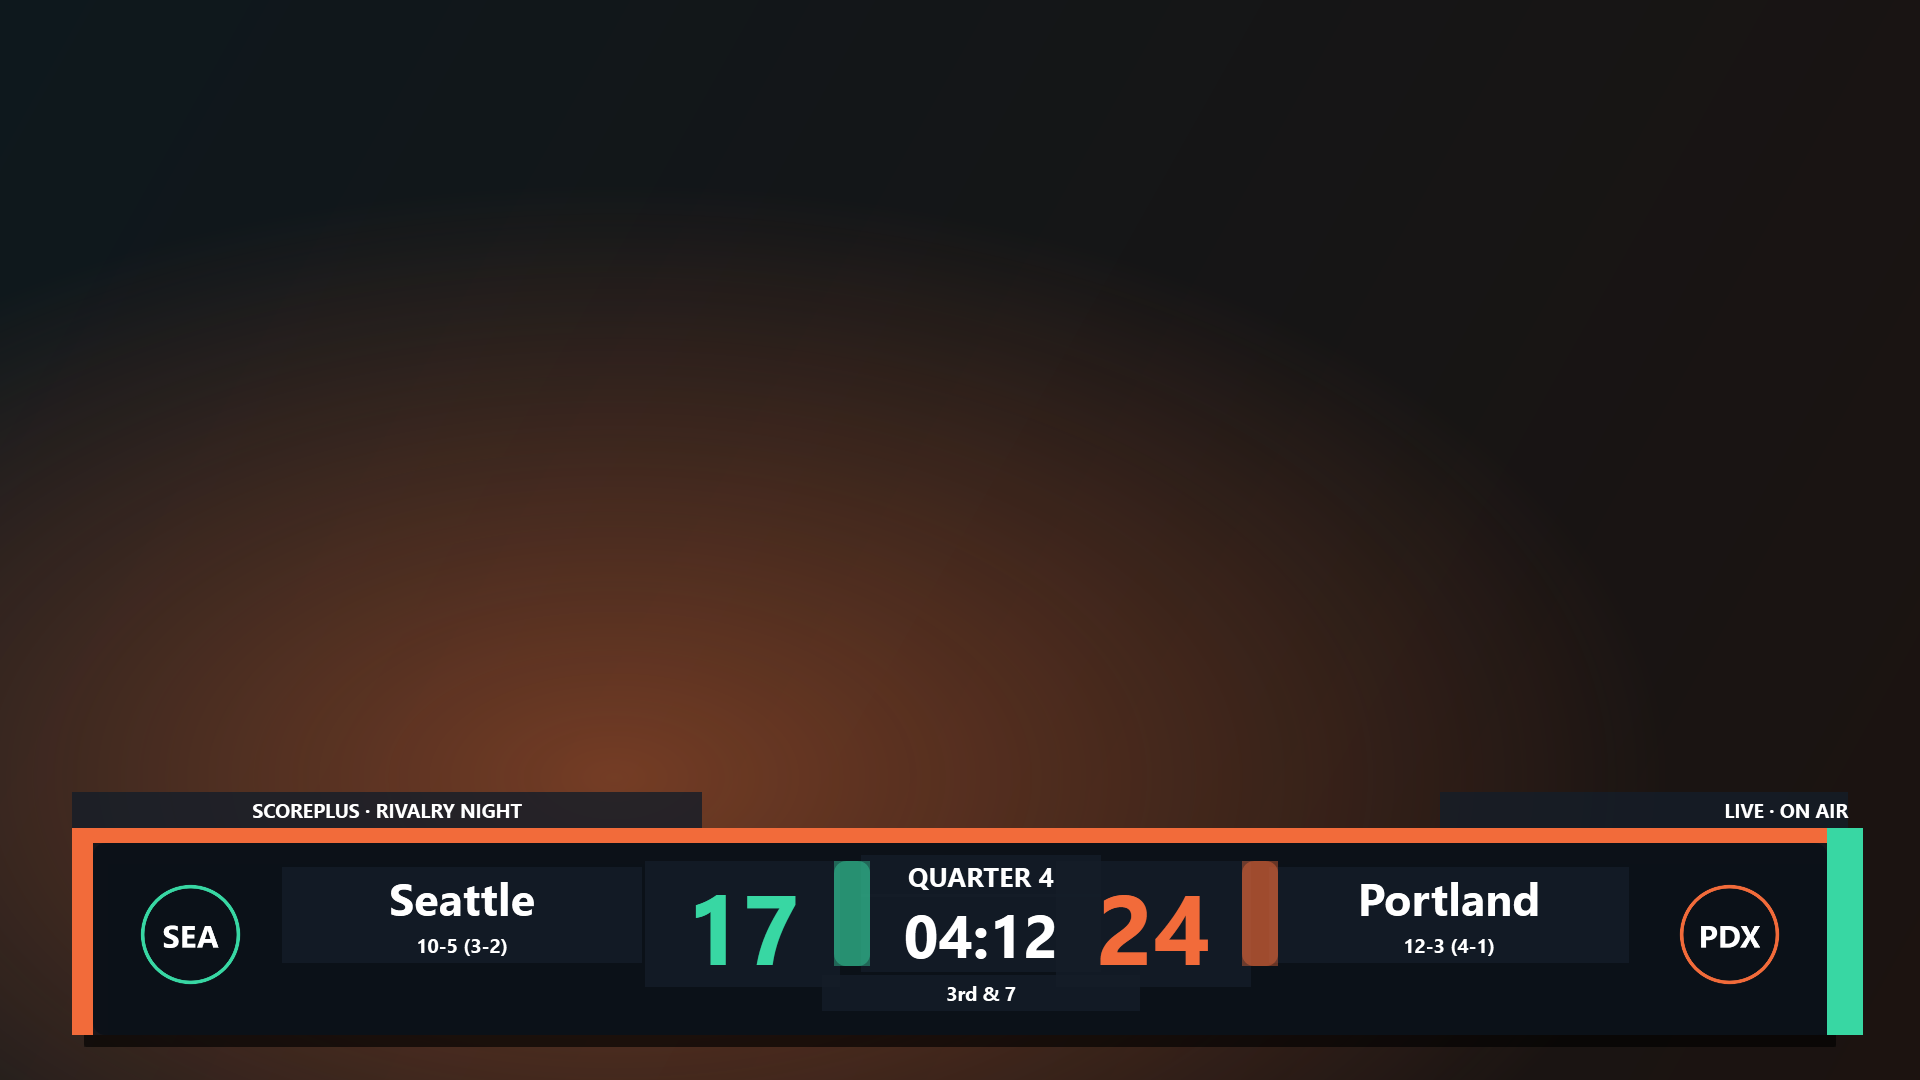 SCOREPLUS · RIVALRY NIGHT
LIVE · ON AIR
SEA
Seattle
10-5 (3-2)
17
QUARTER 4
04:12
3rd & 7
24
Portland
12-3 (4-1)
PDX